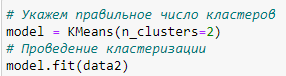 # Укажем правильное число кластеров
model = KMeans(n_clusters=2)
# Проведение кластеризации
model.fit(data2)